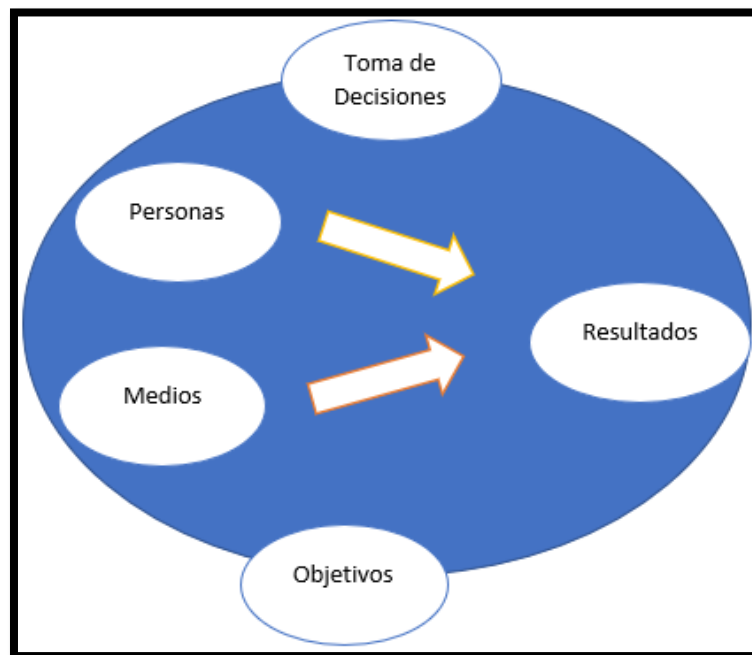 Toma de
Decisiones
Personas
Resultados
Medios
Objetivos